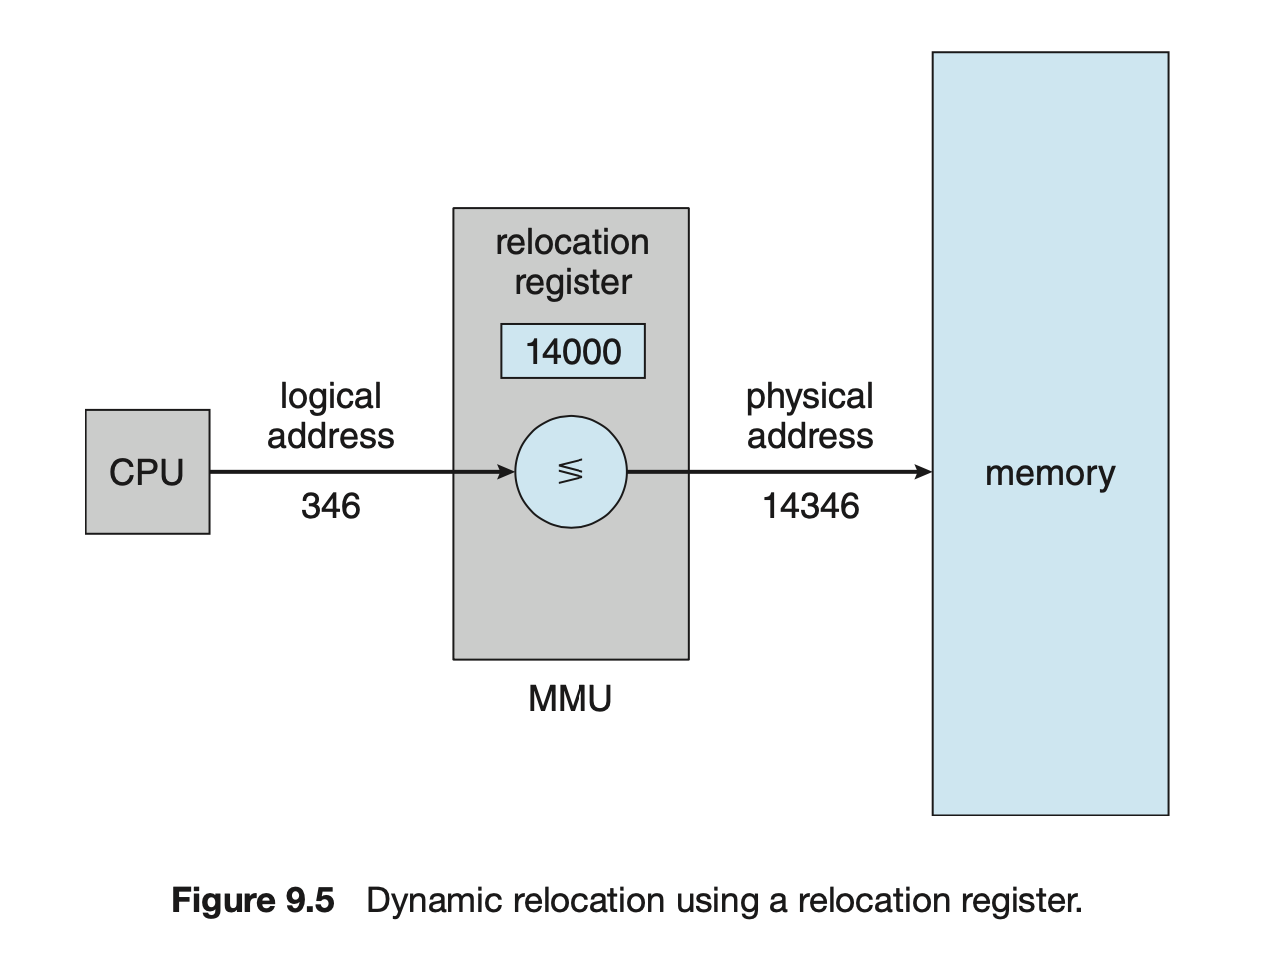 relocation
register
14000
logical
address
physical
address
CPU
≶
memory
346
14346
MMU
Figure 9.5 Dynamic relocation using a relocation register.